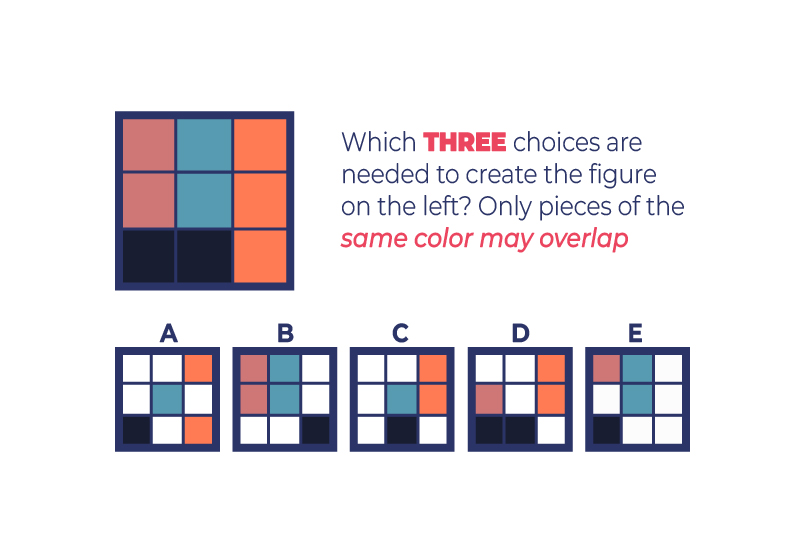 Which THREE choices are
needed to create the figure
on the left? Only pieces of the
same color may overlap
A B C D E